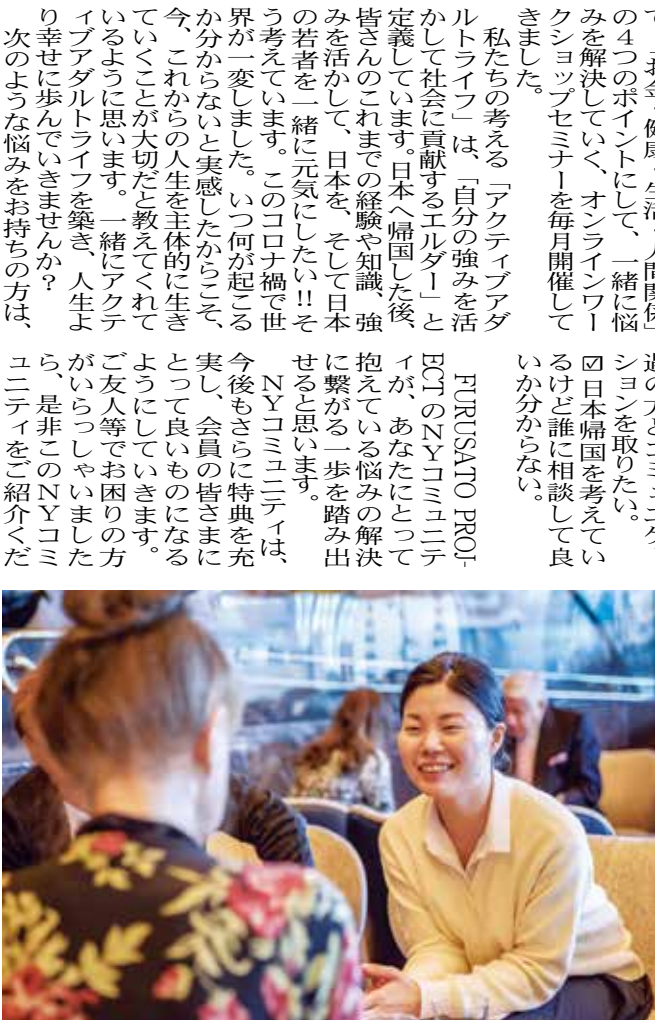 の４つのポイントにして、一緒に悩
みを解決していく、オンラインワー
クショップセミナーを毎月開催して
きました。
私たちの考える「アクティブアダ
ルトライフ」は、「自分の強みを活
かして社会に貢献するエルダー」と
定義しています。日本へ帰国した後、
皆さんのこれまでの経験や知識、強
みを活かして、日本を、そして日本
の若者を一緒に元気にしたい!!そ
う考えています。このコロナ禍で世
界が一変しました。いつ何が起こる
か分からないと実感したからこそ、
今、これからの人生を主体的に生き
ていくことが大切だと教えてくれて
いるように思います。一緒にアクテ
ィブアダルトライフを築き、人生よ
り幸せに歩んでいきませんか？
次のような悩みをお持ちの方は、
ションを取りたい。
☑日本帰国を考えてい
るけど誰に相談して良
いか分からない。
FURUSATO PROJ-
ECTのNYコミュニテ
ィが、あなたにとって
抱えている悩みの解決
に繋がる一歩を踏み出
せると思います。
NYコミュニティは、
今後もさらに特典を充
実し、会員の皆さまに
とって良いものになる
ようにしていきます。
ご友人等でお困りの方
がいらっしゃいました
ら、是非このNYコミ
ュニティをご紹介くだ